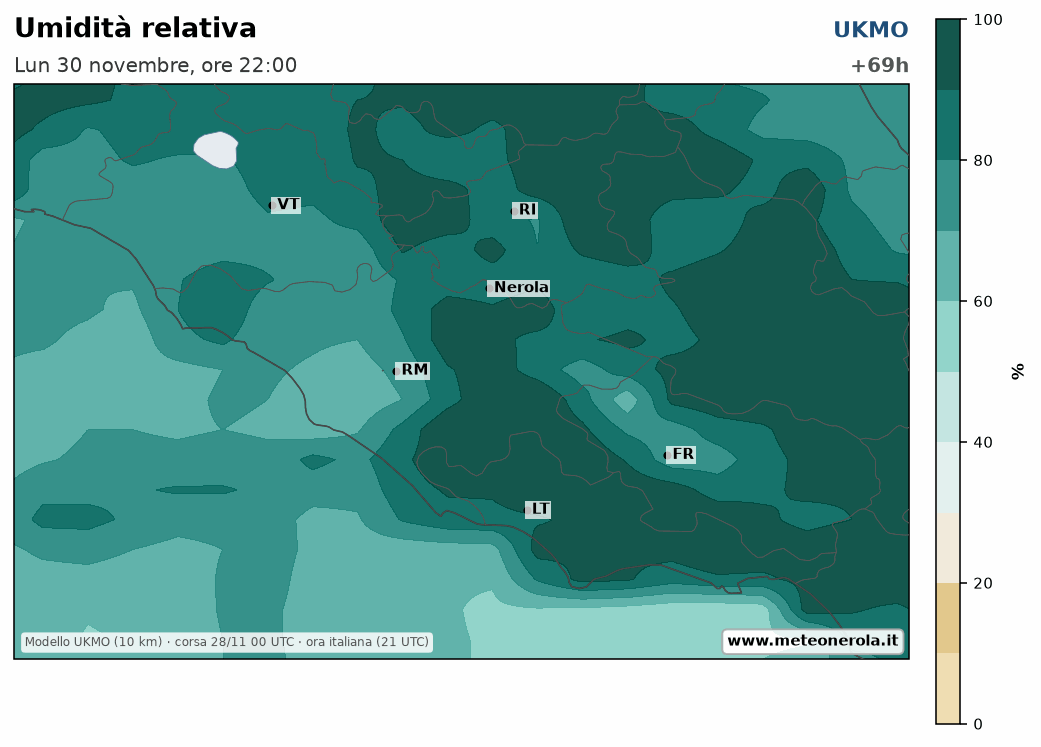 Umidità relativa
UKMO
Lun 30 novembre, ore 22:00
+69h
100
80
60
40
20
0
%
VT
RI
Nerola
RM
FR
LT
Modello UKMO (10 km) · corsa 28/11 00 UTC · ora italiana (21 UTC)
www.meteonerola.it